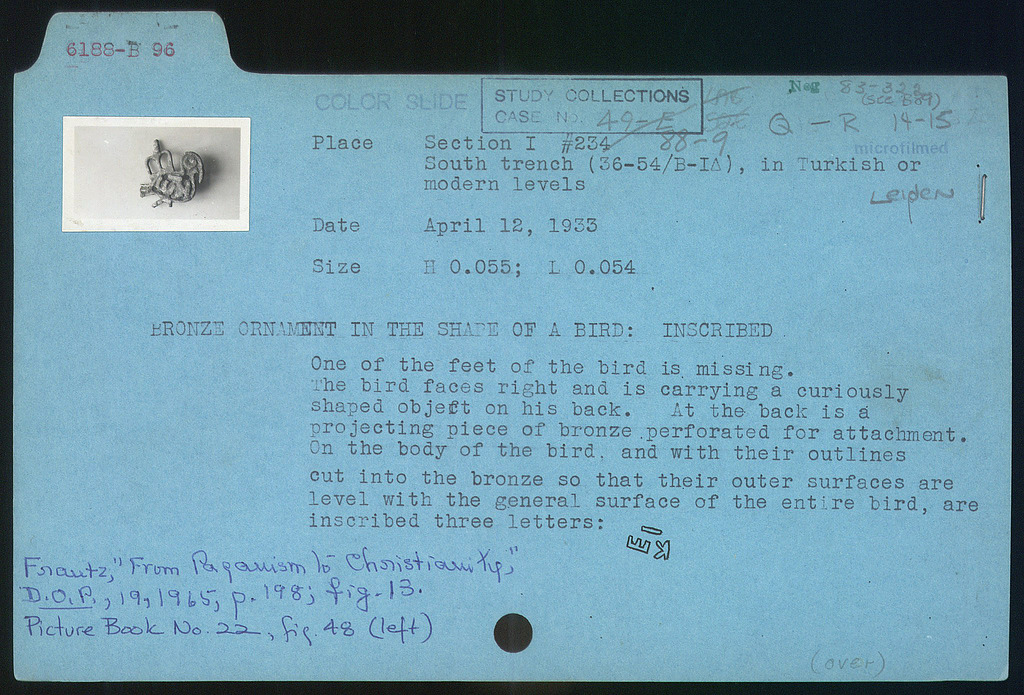 6188-B 96
COLOR SLIDE
STUDY COLLECTIONS
CASE No. 49-E
88-9
Neg 83-322
(see 889)
Q - R 14-15
microfilmed
Leiden
Place Section I #234
South trench (36-54/B-IΔ), in Turkish or
modern levels
Date April 12, 1933
Size H 0.055; L 0.054
BRONZE ORNAMENT IN THE SHAPE OF A BIRD: INSCRIBED
One of the feet of the bird is missing.
The bird faces right and is carrying a curiously
shaped object on his back. At the back is a
projecting piece of bronze perforated for attachment.
On the body of the bird, and with their outlines
cut into the bronze so that their outer surfaces are
level with the general surface of the entire bird, are
inscribed three letters:
Frantz, "From Paganism to Christianity,"
D.O.P., 19, 1965, p. 198; fig. 13.
Picture Book No. 22, fig. 48 (left)
(over)